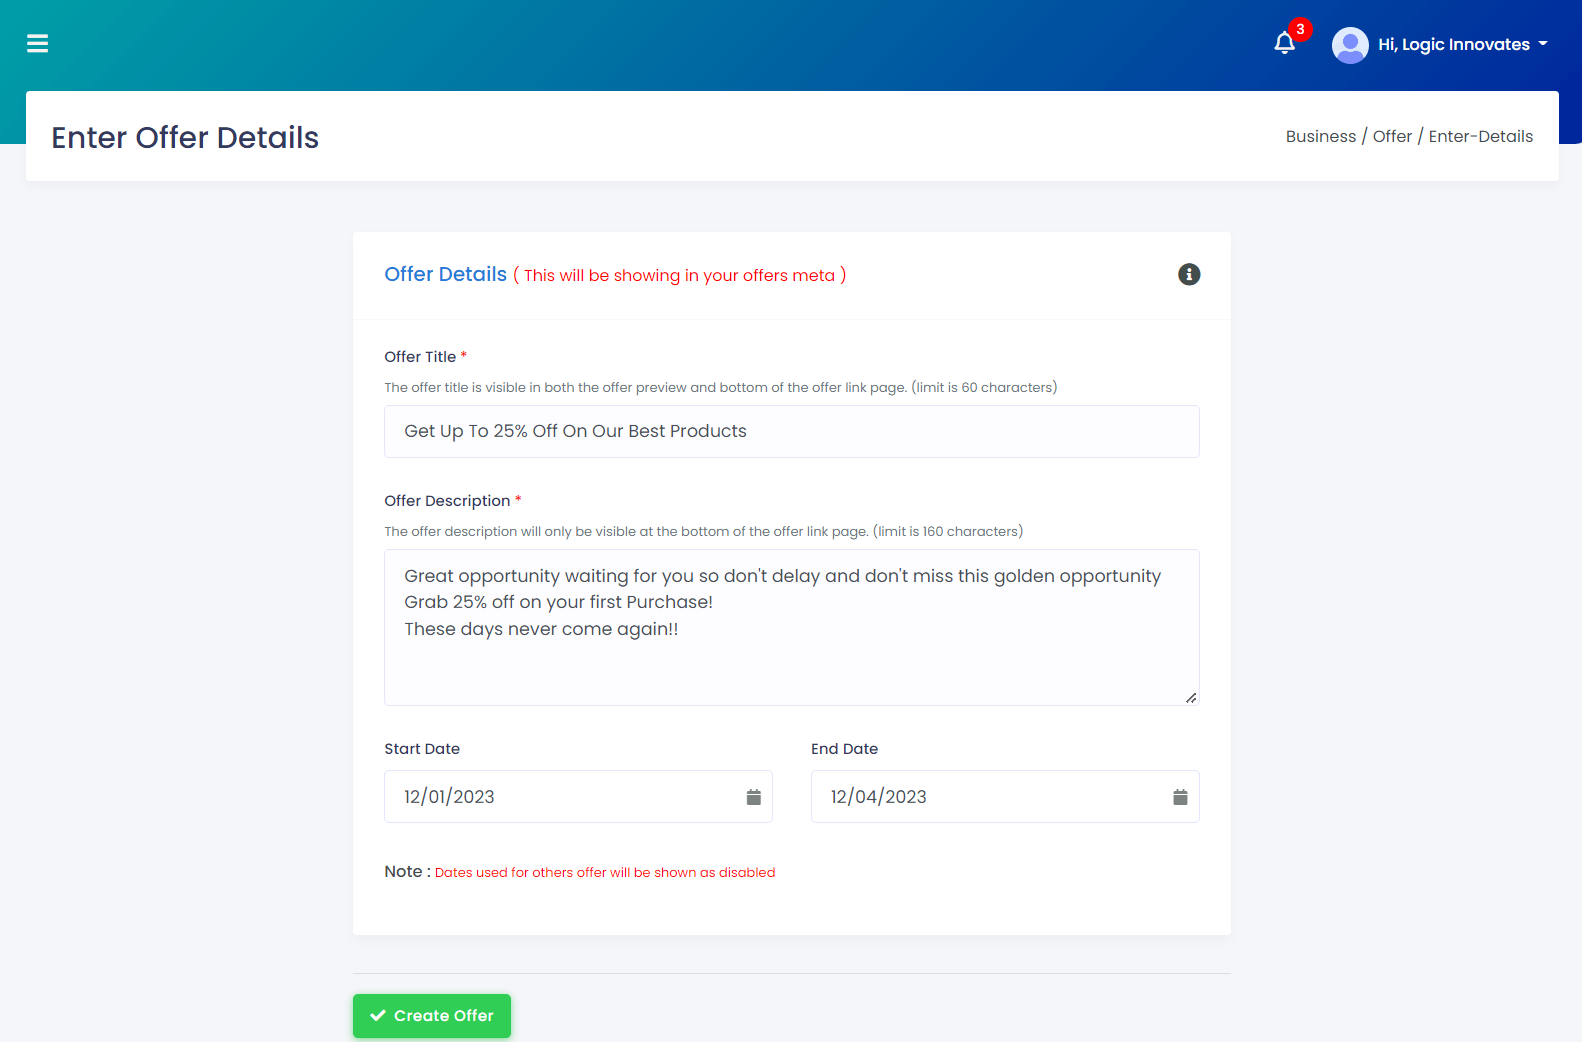 3
Hi, Logic Innovates
Enter Offer Details
Business / Offer / Enter-Details
Offer Details ( This will be showing in your offers meta )
Offer Title *
The offer title is visible in both the offer preview and bottom of the offer link page. (limit is 60 characters)
Get Up To 25% Off On Our Best Products
Offer Description *
The offer description will only be visible at the bottom of the offer link page. (limit is 160 characters)
Great opportunity waiting for you so don't delay and don't miss this golden opportunity
Grab 25% off on your first Purchase!
These days never come again!!
Start Date
End Date
12/01/2023
12/04/2023
Note : Dates used for others offer will be shown as disabled
Create Offer